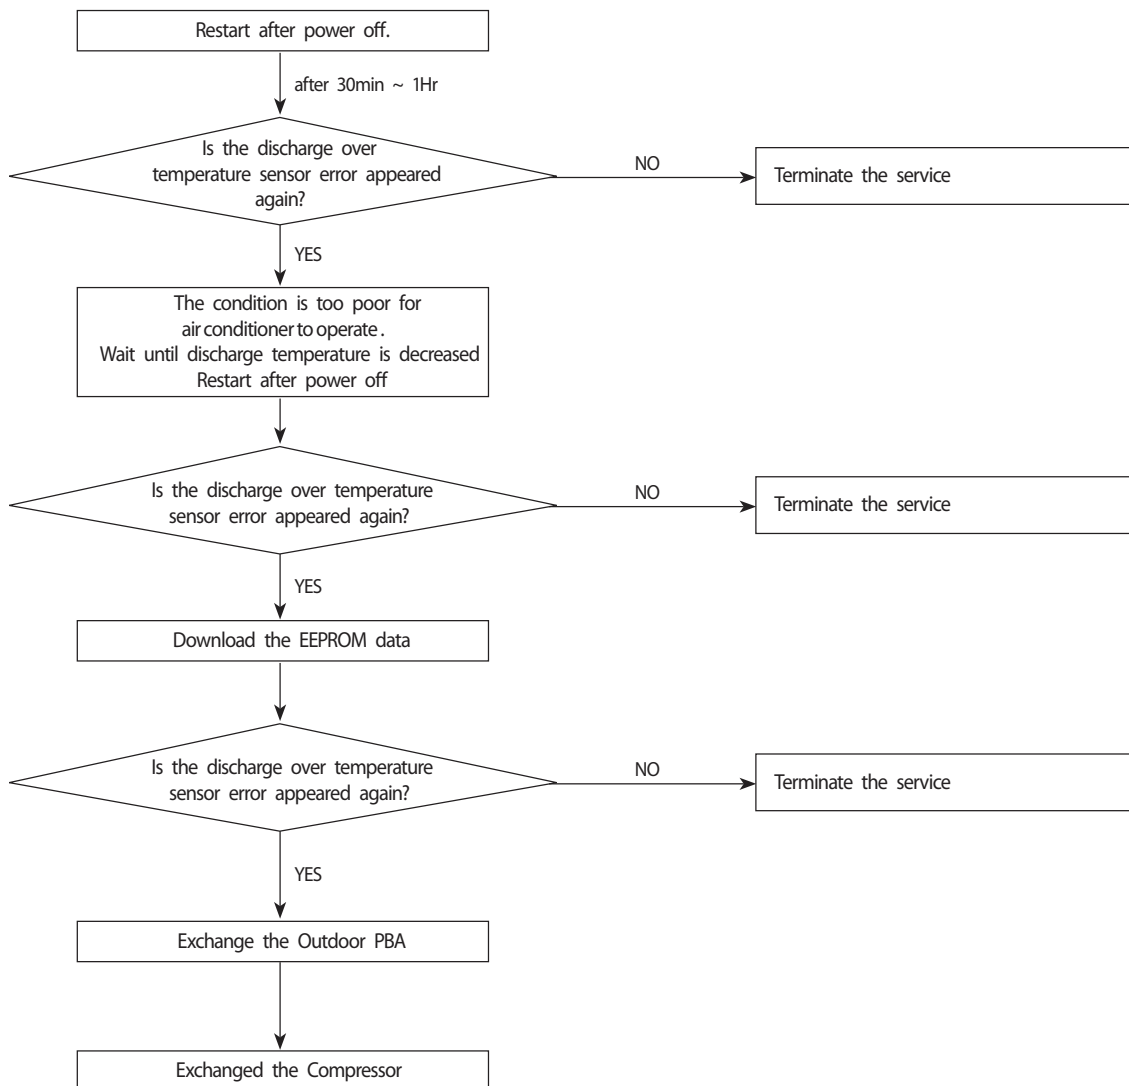 Restart after power off.
after 30min ~ 1Hr
Is the discharge over
temperature sensor error appeared
again?
NO
Terminate the service
YES
The condition is too poor for
air conditioner to operate.
Wait until discharge temperature is decreased
Restart after power off
Is the discharge over temperature
sensor error appeared again?
NO
Terminate the service
YES
Download the EEPROM data
Is the discharge over temperature
sensor error appeared again?
NO
Terminate the service
YES
Exchange the Outdoor PBA
Exchanged the Compressor